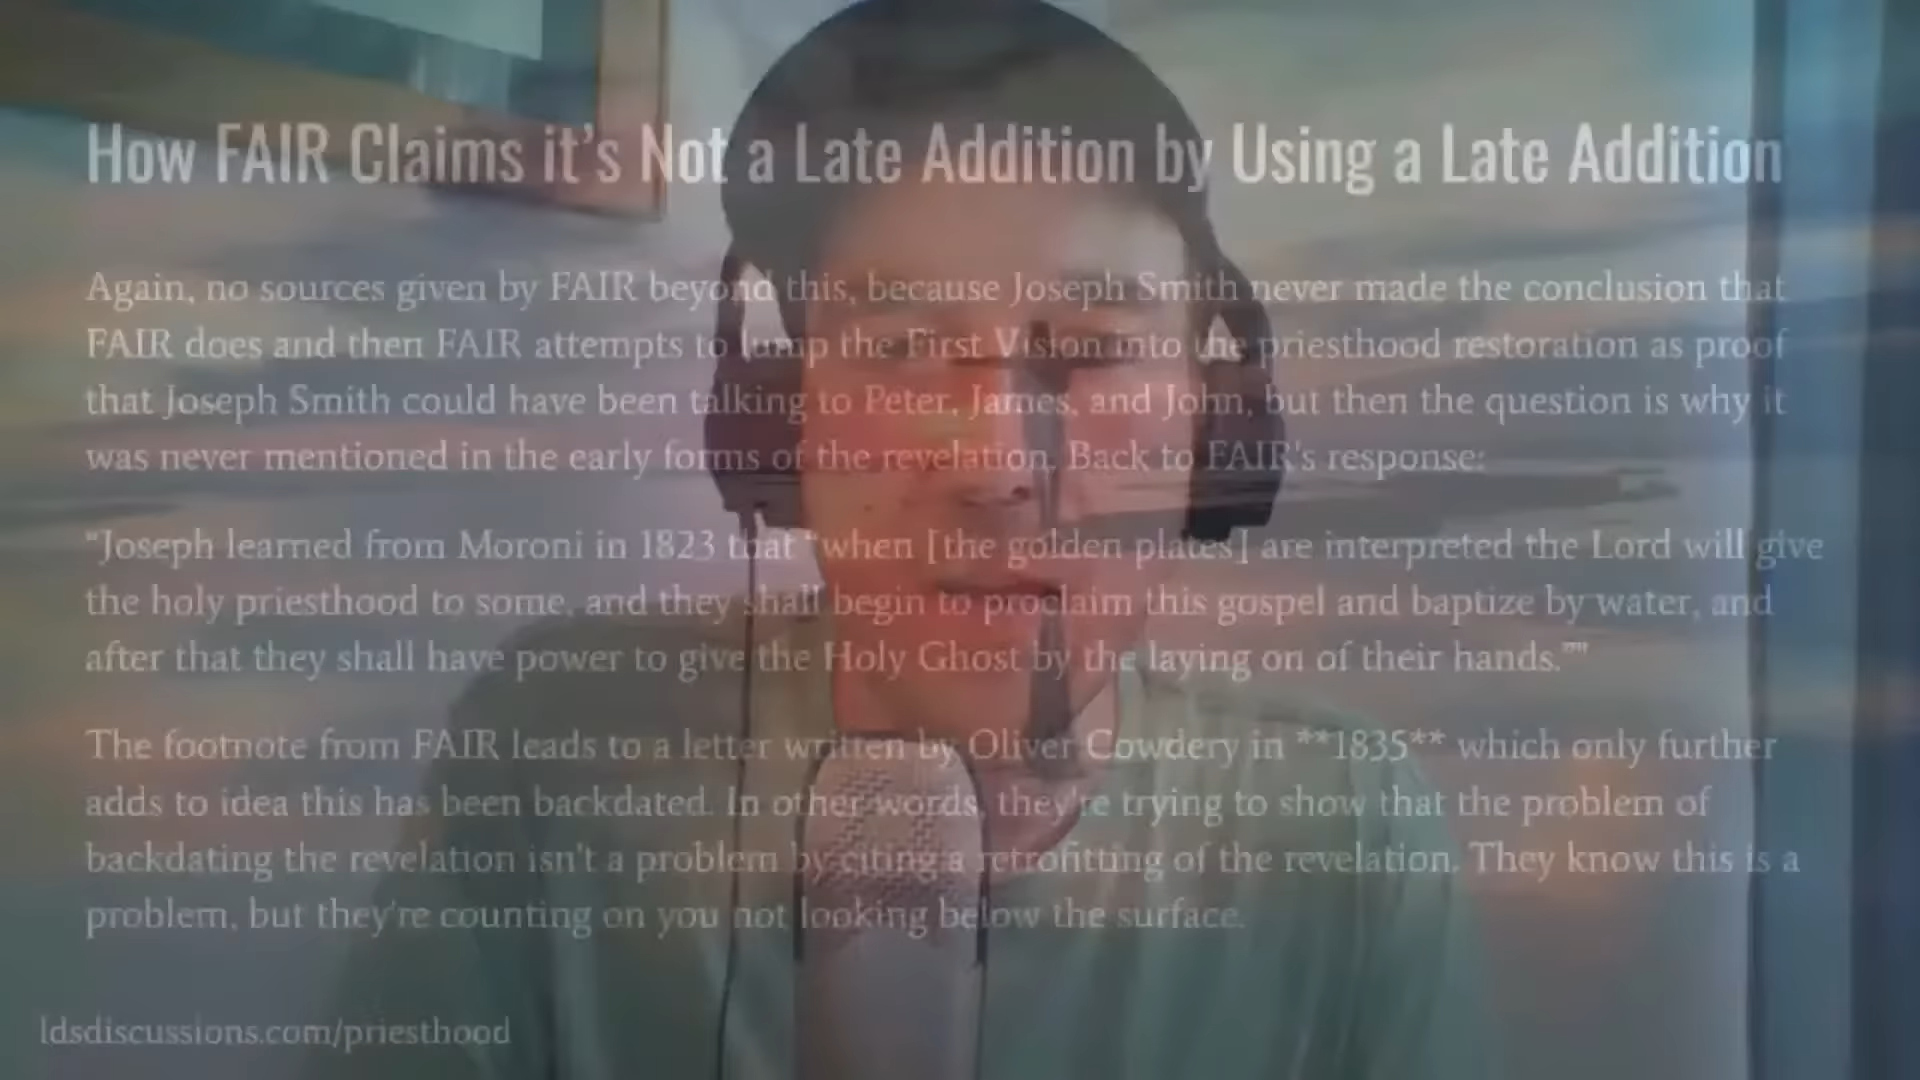 How FAIR Claims it's Not a Late Addition by Using a Late Addition
Again, no sources given by FAIR beyond this, because Joseph Smith never made the conclusion that
FAIR does and then FAIR attempts to lump the First Vision into the priesthood restoration as proof
that Joseph Smith could have been talking to Peter, James, and John, but then the question is why it
was never mentioned in the early forms of the revelation. Back to FAIR's response:
"Joseph learned from Moroni in 1823 that "when [the golden plates] are interpreted the Lord will give
the holy priesthood to some, and they shall begin to proclaim this gospel and baptize by water, and
after that they shall have power to give the Holy Ghost by the laying on of their hands.""
The footnote from FAIR leads to a letter written by Oliver Cowdery in **1835** which only further
adds to idea this has been backdated. In other words, they're trying to show that the problem of
backdating the revelation isn't a problem by citing a retrofitting of the revelation. They know this is a
problem, but they're counting on you not looking below the surface.
ldsdiscussions.com/priesthood